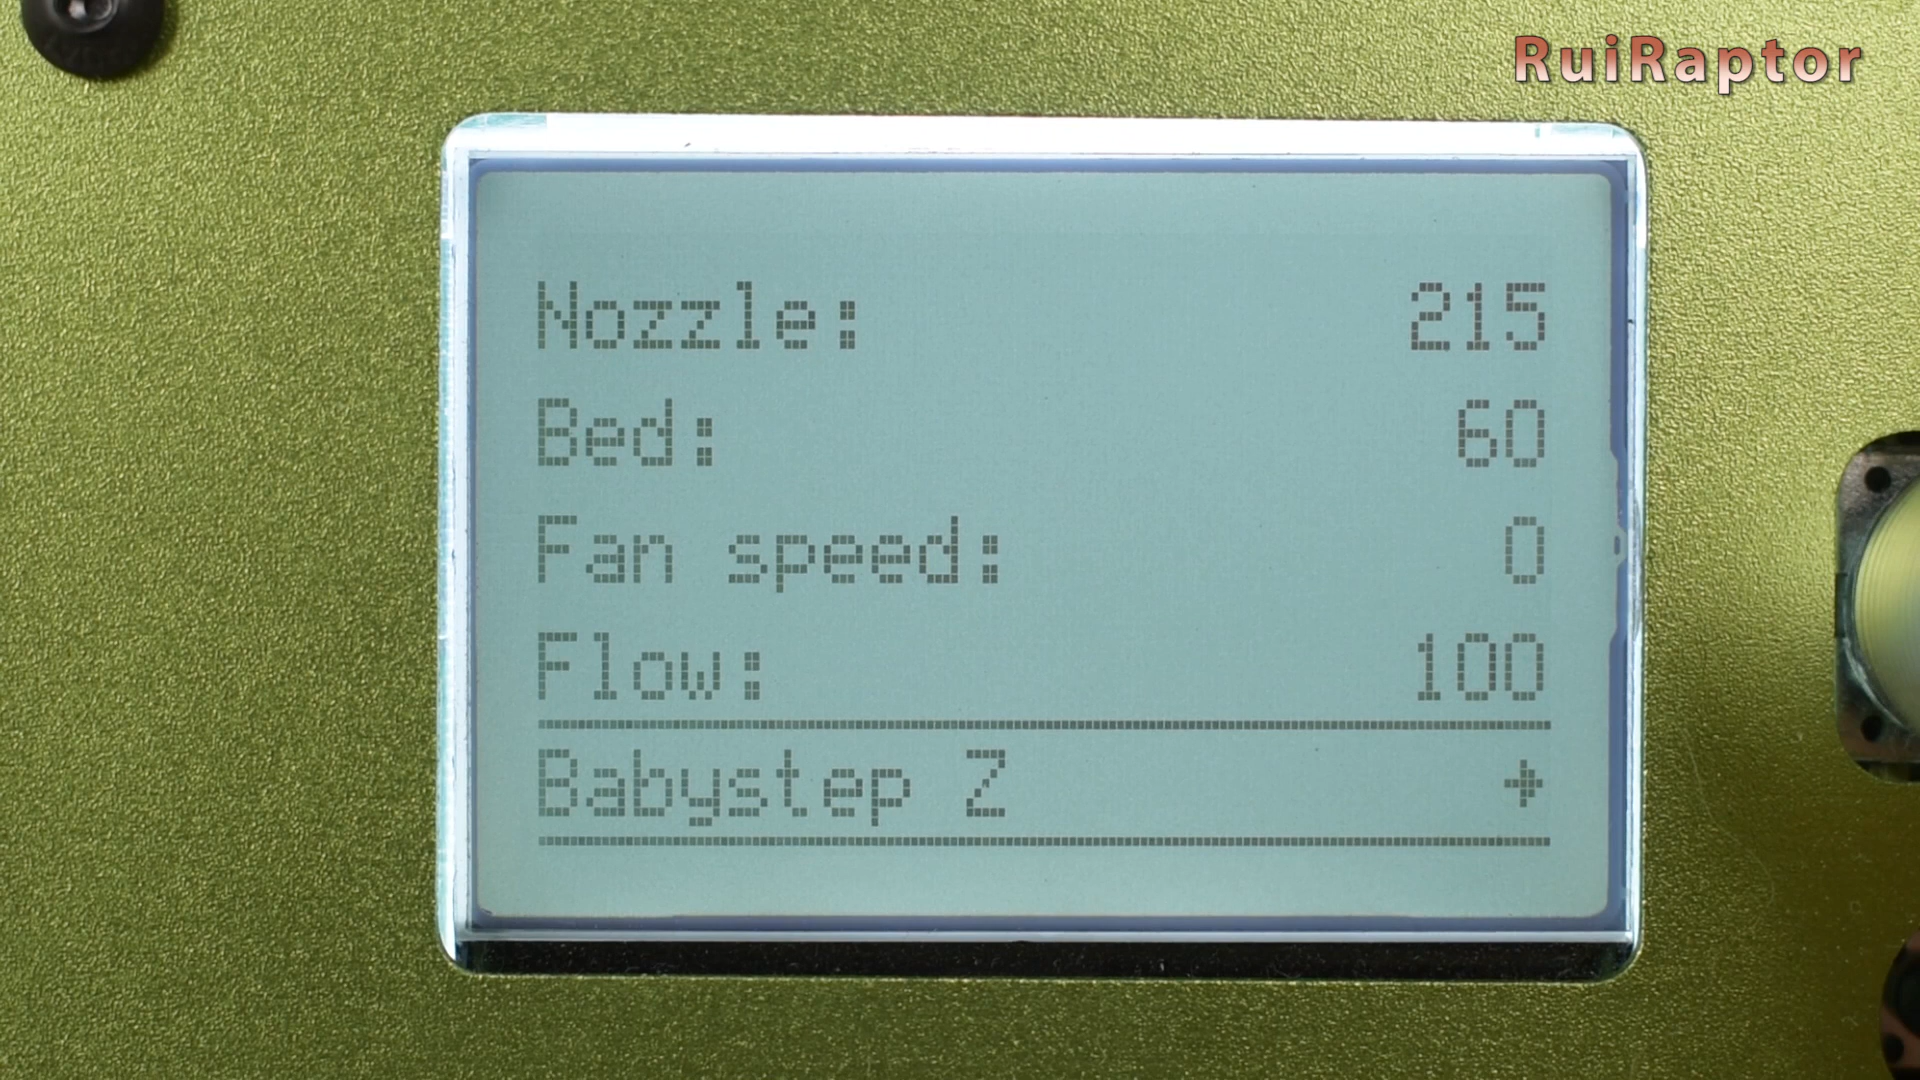 RuiRaptor
Nozzle: 215
Bed: 60
Fan speed: 0
Flow: 100
Babystep Z →